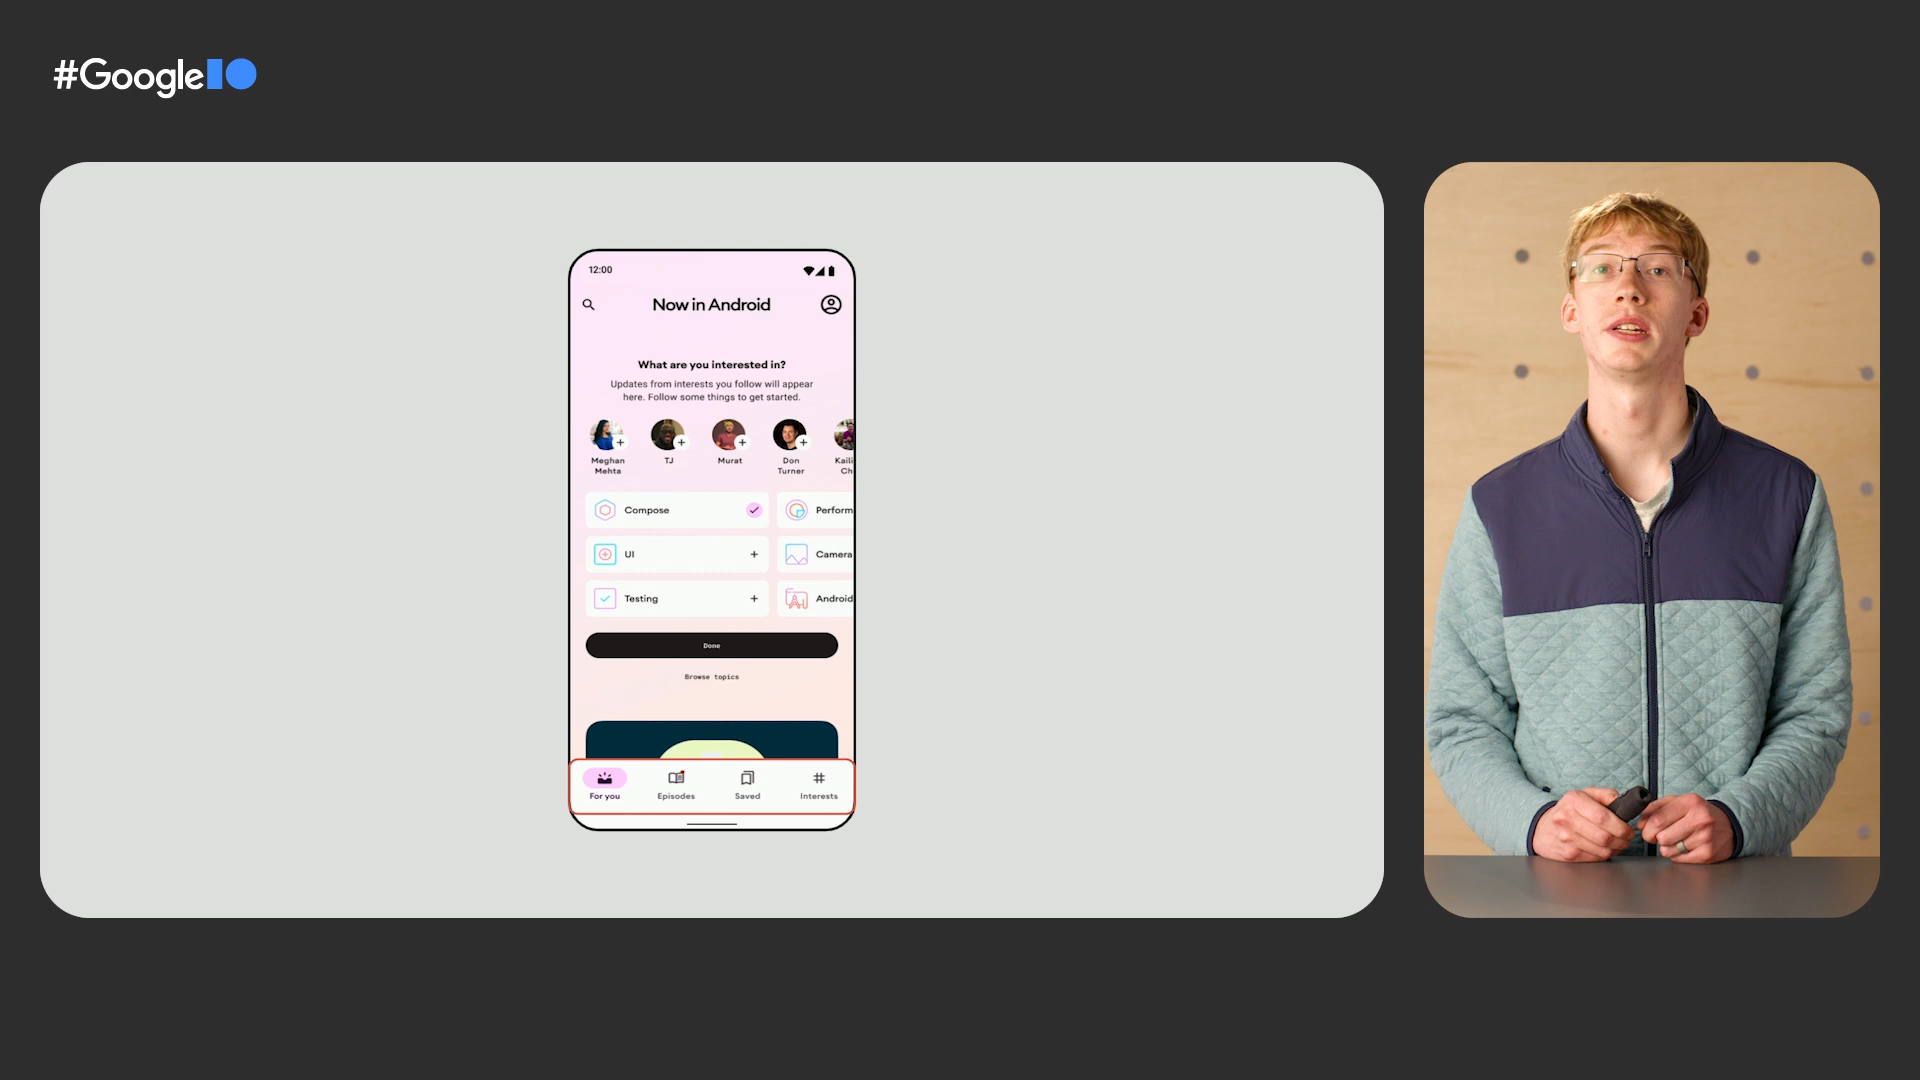 #GoogleIO
12:00
Now in Android
What are you interested in?
Updates from interests you follow will appear
here. Follow some things to get started.
Meghan
Mehta
TJ
Murat
Don
Turner
Kaili
Ch
Compose
Perform
UI
Camera
Testing
Android
Done
Browse topics
For you
Episodes
Saved
Interests